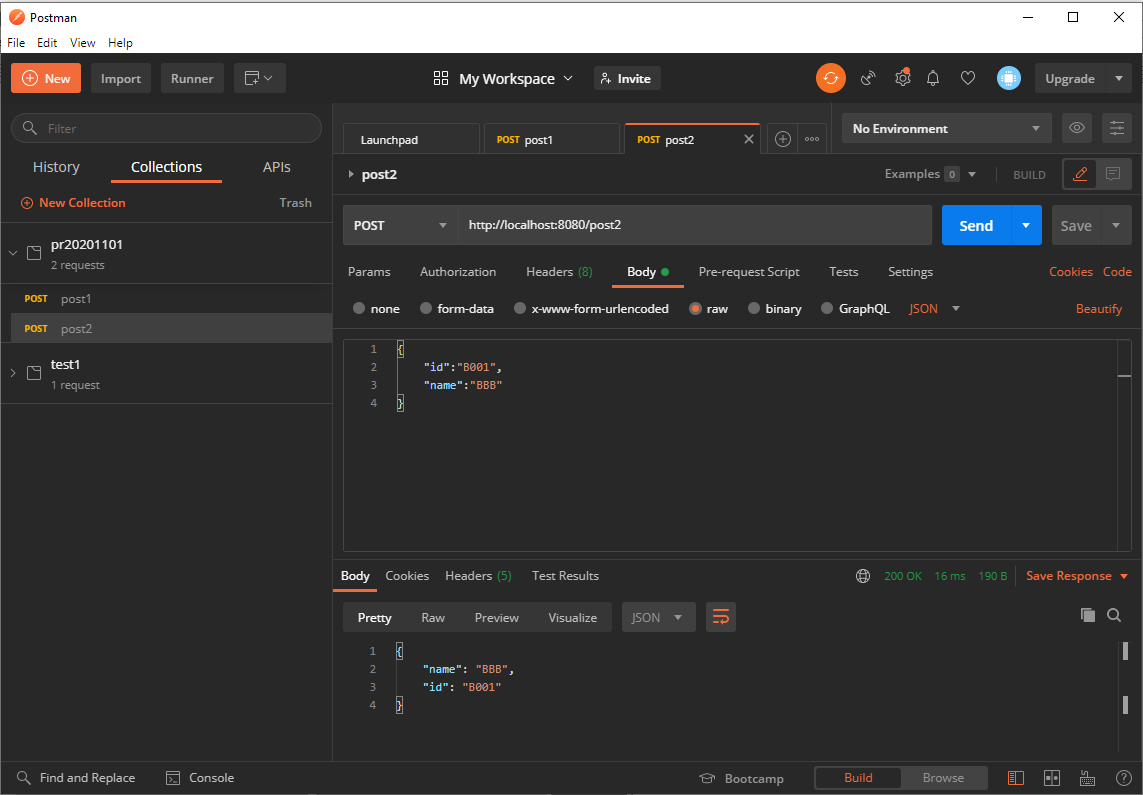 Postman
File Edit View Help
New Import Runner My Workspace Invite Upgrade
Filter
History Collections APIs
New Collection Trash
pr20201101
2 requests
POST post1
POST post2
test1
1 request
Launchpad POST post1 POST post2 No Environment
post2 Examples 0 BUILD
POST http://localhost:8080/post2 Send Save
Params Authorization Headers (8) Body Pre-request Script Tests Settings Cookies Code
none form-data x-www-form-urlencoded raw binary GraphQL JSON Beautify
1 {
2 "id":"B001",
3 "name":"BBB"
4 }
Body Cookies Headers (5) Test Results 200 OK 16 ms 190 B Save Response
Pretty Raw Preview Visualize JSON
1 {
2 "name": "BBB",
3 "id": "B001"
4 }
Find and Replace Console Bootcamp Build Browse